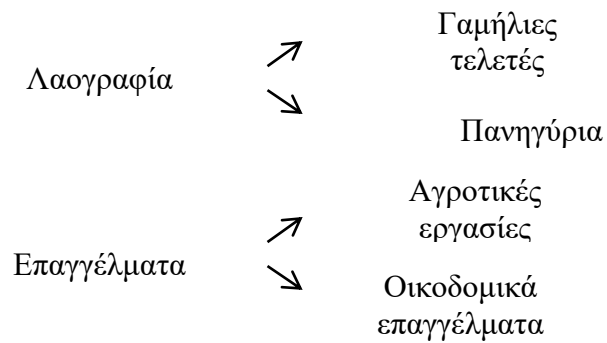 Γαμήλιες
τελετές
Λαογραφία
Πανηγύρια
Αγροτικές
εργασίες
Επαγγέλματα
Οικοδομικά
επαγγέλματα